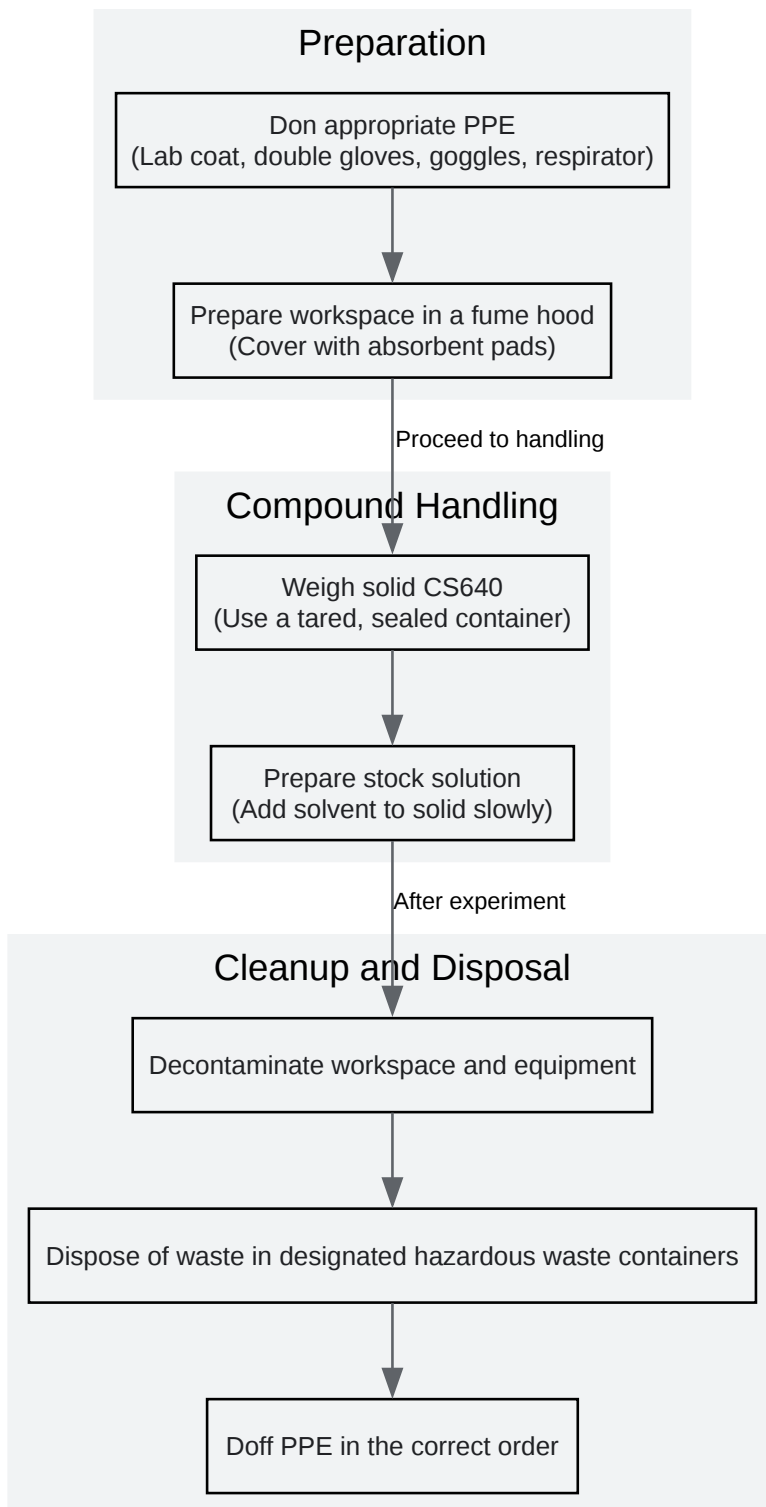 Preparation
Don appropriate PPE
(Lab coat, double gloves, goggles, respirator)
Prepare workspace in a fume hood
(Cover with absorbent pads)
Proceed to handling
Compound Handling
Weigh solid CS640
(Use a tared, sealed container)
Prepare stock solution
(Add solvent to solid slowly)
After experiment
Cleanup and Disposal
Decontaminate workspace and equipment
Dispose of waste in designated hazardous waste containers
Doff PPE in the correct order